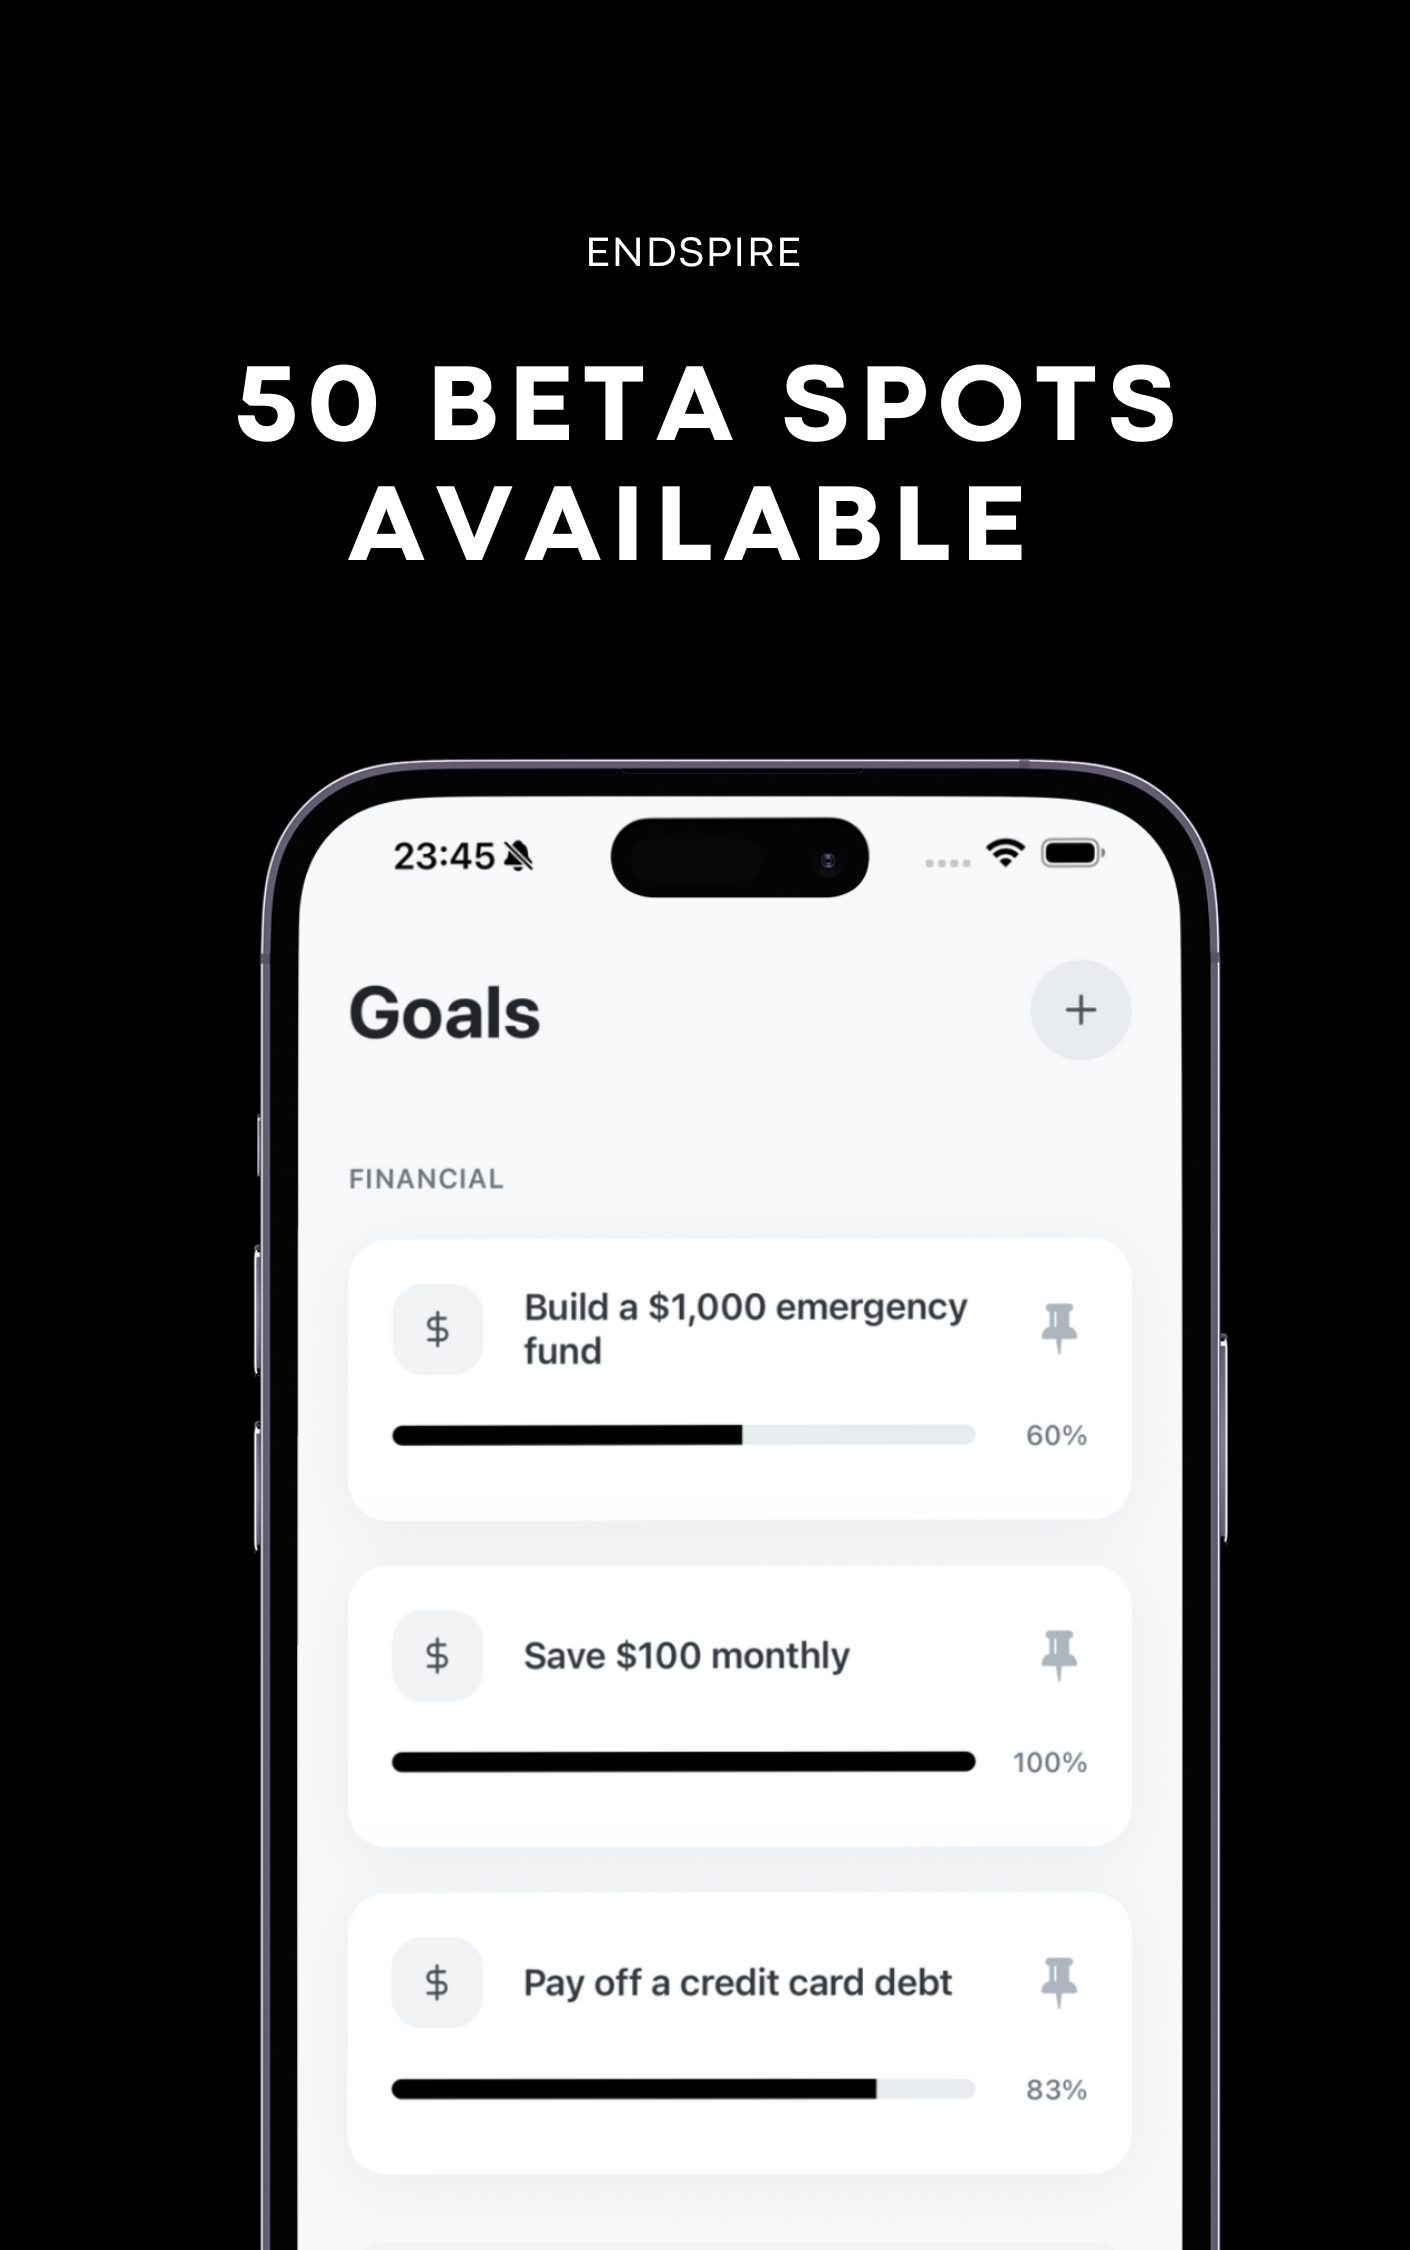 ENDSPIRE
50 BETA SPOTS
AVAILABLE
23:45
Goals
FINANCIAL
$
Build a $1,000 emergency
fund
60%
$
Save $100 monthly
100%
$
Pay off a credit card debt
83%